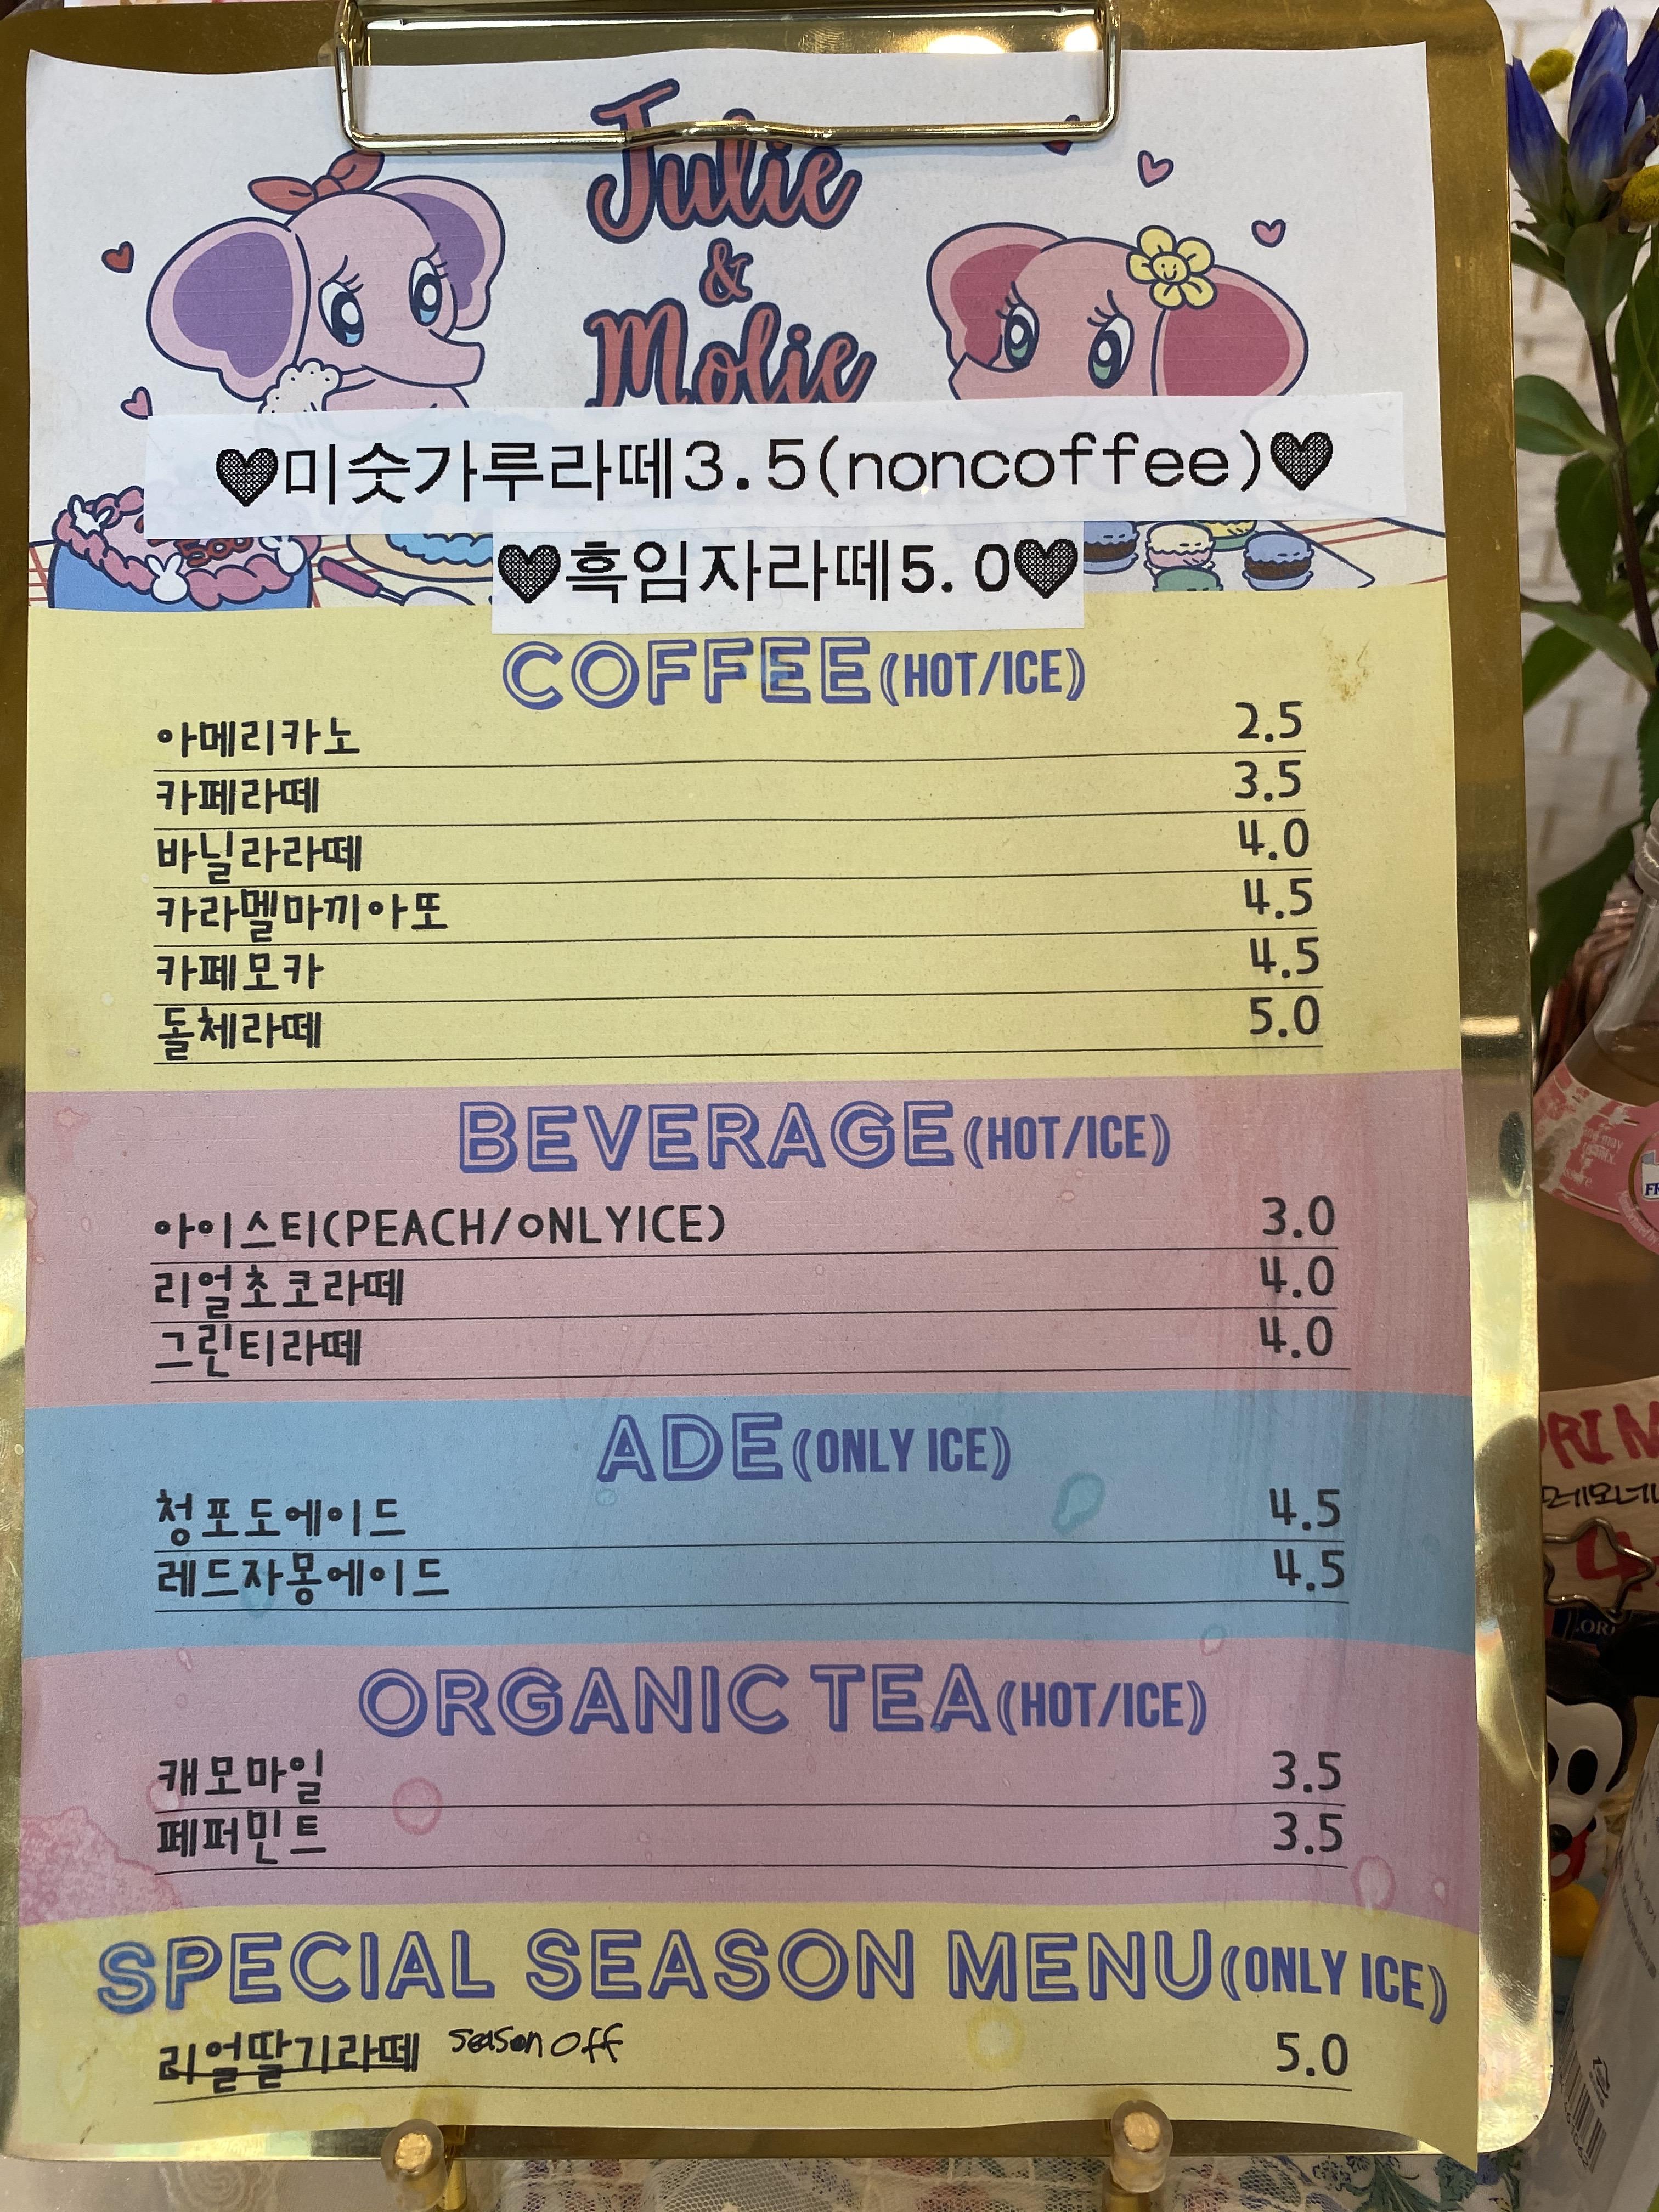 Julie
&
Molie
♥미숫가루라떼3.5(noncoffee)♥
♥흑임자라떼5.0♥
COFFEE(HOT/ICE)
아메리카노 2.5
카페라떼 3.5
바닐라라떼 4.0
카라멜마끼아또 4.5
카페모카 4.5
돌체라떼 5.0
BEVERAGE(HOT/ICE)
아이스티(PEACH/ONLYICE) 3.0
리얼초코라떼 4.0
그린티라떼 4.0
ADE(ONLY ICE)
청포도에이드 4.5
레드자몽에이드 4.5
ORGANIC TEA(HOT/ICE)
캐모마일 3.5
페퍼민트 3.5
SPECIAL SEASON MENU(ONLY ICE)
리얼딸기라떼 season off 5.0